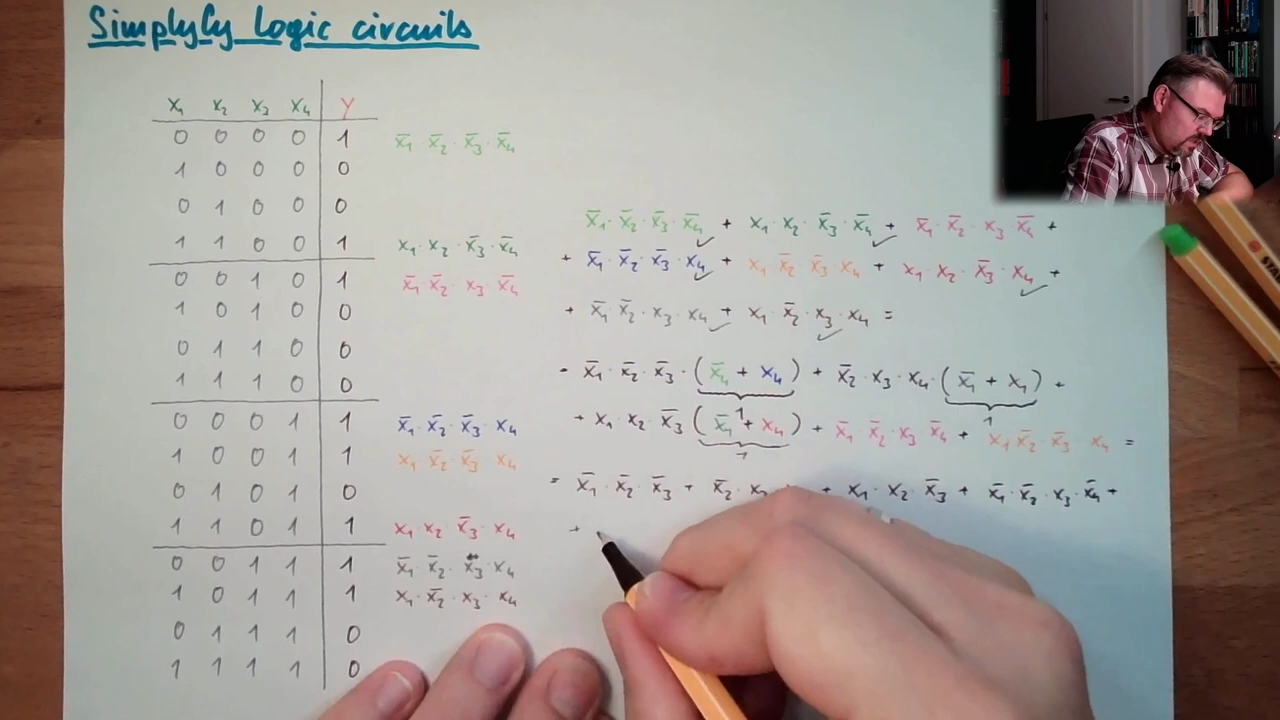 Simplyfy logic circuits
x₁ x₂ x₃ x₄ Y
0 0 0 0 1 x̄₁ · x̄₂ · x̄₃ · x̄₄
1 0 0 0 0
0 1 0 0 0
1 1 0 0 1 x₁ · x₂ · x̄₃ · x̄₄
0 0 1 0 1 x̄₁ · x̄₂ · x₃ · x̄₄
1 0 1 0 0
0 1 1 0 0
1 1 1 0 0
0 0 0 1 1 x̄₁ · x̄₂ · x̄₃ · x₄
1 0 0 1 1 x₁ · x̄₂ · x̄₃ · x₄
0 1 0 1 0
1 1 0 1 1 x₁ · x₂ · x̄₃ · x₄
0 0 1 1 1 x̄₁ · x̄₂ · x₃ · x₄
1 0 1 1 1 x₁ · x̄₂ · x₃ · x₄
0 1 1 1 0
1 1 1 1 0
x̄₁ · x̄₂ · x̄₃ · x̄₄ + x₁ · x₂ · x̄₃ · x̄₄ + x̄₁ · x̄₂ · x₃ · x̄₄ +
+ x̄₁ · x̄₂ · x̄₃ · x₄ + x₁ · x̄₂ · x̄₃ · x₄ + x₁ · x₂ · x̄₃ · x₄ +
+ x̄₁ · x̄₂ · x₃ · x₄ + x₁ · x̄₂ · x₃ · x₄ =
= x̄₁ · x̄₂ · x̄₃ · (x̄₄ + x₄) + x̄₂ · x₃ · x₄ · (x̄₁ + x₁) +
1 1
+ x₁ · x₂ · x̄₃ (x̄₄ + x₄) + x̄₁ · x̄₂ · x₃ · x̄₄ + x₁ · x̄₂ · x̄₃ · x₄ =
1
= x̄₁ · x̄₂ · x̄₃ + x̄₂ · + x₁ · x₂ · x̄₃ + x̄₁ · x̄₂ · x₃ · x̄₄ +
+